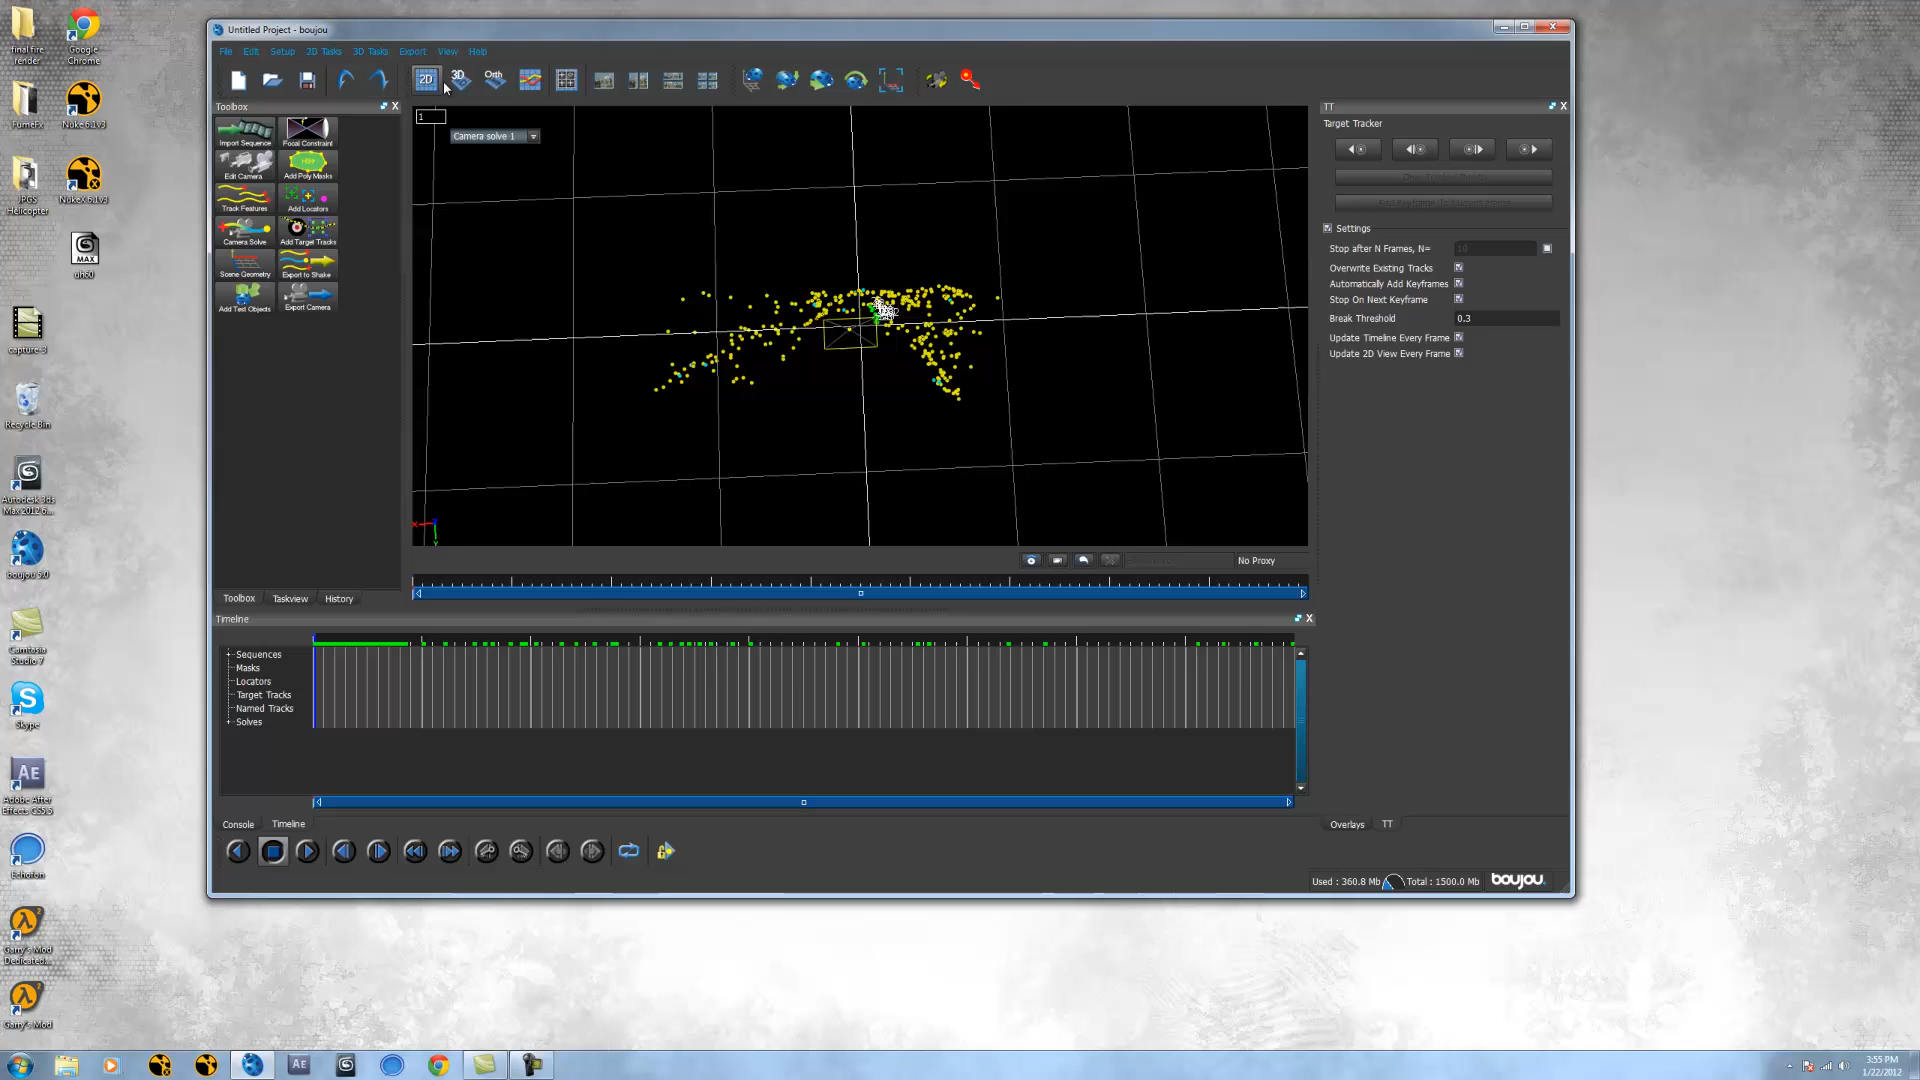 final fire
render
Google
Chrome
FumeFx
Nuke 6.1v3
JPGS
Helicopter
NukeX 6.1v3
MAX
uh60
capture-3
Recycle Bin
Autodesk 3ds
Max 2012 6...
boujou 5.0
Camtasia
Studio 7
Skype
AE
Adobe After
Effects CS5.5
Echofon
Garry's Mod
Dedicated...
Garry's Mod
Untitled Project - boujou
File Edit Setup 2D Tasks 3D Tasks Export View Help
2D 3D Orth
Toolbox
Import Sequence Focal Constraint
Edit Camera Add Poly Masks
Track Features Add Locators
Camera Solve Add Target Tracks
Scene Geometry Export to Shake
Add Test Objects Export Camera
Toolbox Taskview History
1
Camera solve 1
X
Y
No Proxy
TT
Target Tracker
Settings
Stop after N Frames, N= 10
Overwrite Existing Tracks
Automatically Add Keyframes
Stop On Next Keyframe
Break Threshold 0.3
Update Timeline Every Frame
Update 2D View Every Frame
Timeline
Sequences
Masks
Locators
Target Tracks
Named Tracks
Solves
Console Timeline
Overlays TT
Used : 360.8 Mb Total : 1500.0 Mb boujou
AE
3:55 PM
1/22/2012